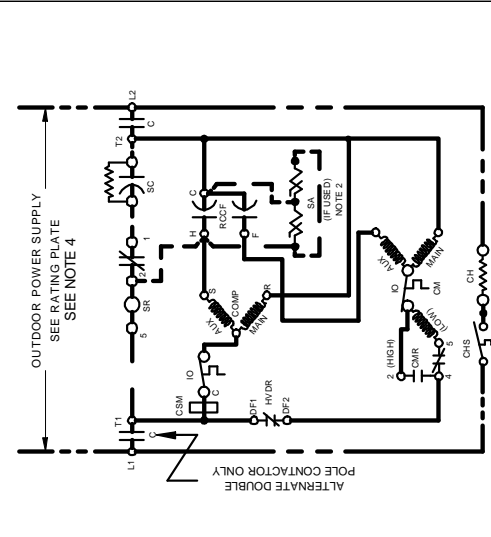 OUTDOOR POWER SUPPLY
SEE RATING PLATE
SEE NOTE 4
L2
C
T2
SC
1
2
SR
5
T1
C
L1
ALTERNATE DOUBLE
POLE CONTACTOR ONLY
C
RCCF
H
F
SA
(IF USED)
NOTE 2
S
AUX
COMP
MAIN
R
IO
C
CSM
DF1
HVDR
DF2
AUX
MAIN
IO
CM
(LOW)
2 (HIGH)
CMR
5
4
CH
CHS